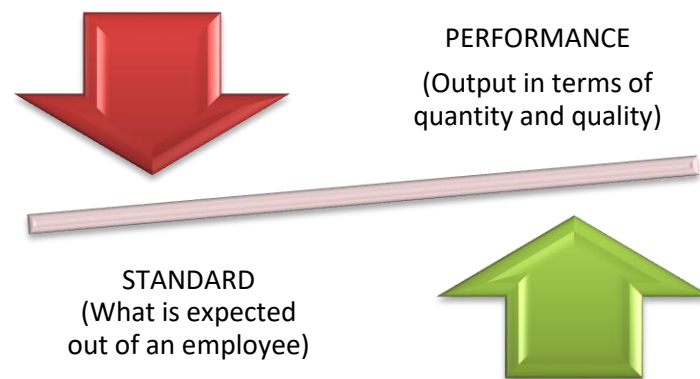 PERFORMANCE
(Output in terms of
quantity and quality)
STANDARD
(What is expected
out of an employee)